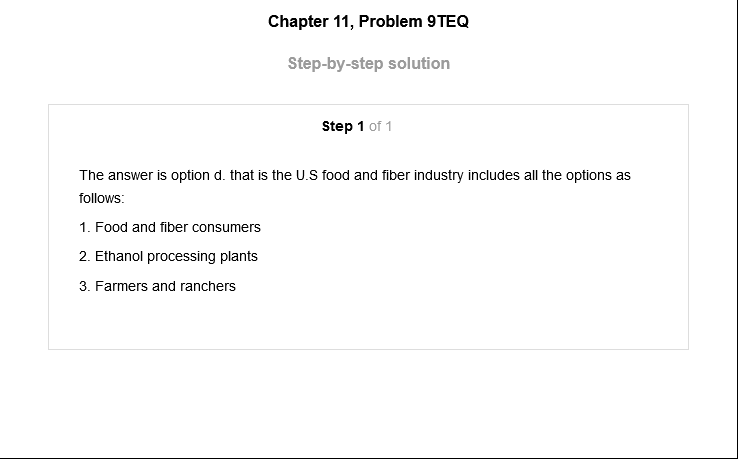 Chapter 11, Problem 9TEQ
Step-by-step solution
Step 1 of 1
The answer is option d. that is the U.S food and fiber industry includes all the options as
follows:
1. Food and fiber consumers
2. Ethanol processing plants
3. Farmers and ranchers